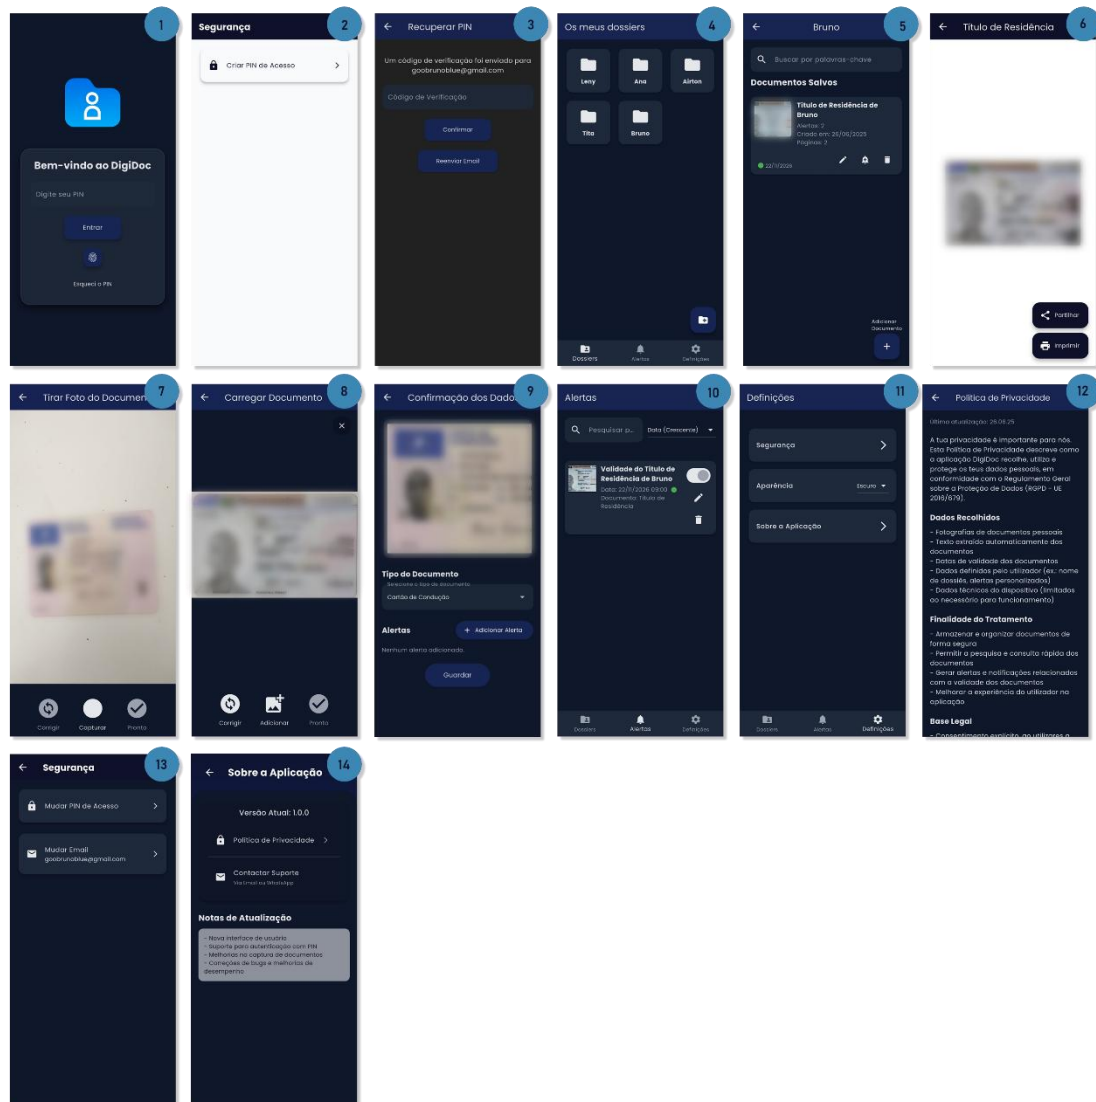 1
Do
Bem-vindo ao DigiDoc
Digite seu PIN
Entrar
Esqueci o PIN
Segurança
2
Criar PIN de Acesso
Recuperar PIN
3
Um código de verificação foi enviado para
goobrunoblue@gmail.com
Código de Verificação
Confirmar
Reenviar Email
Os meus dossiers
4
Leny
Ana
Airton
Tito
Bruno
Dossiers
Alertas
Definições
Bruno
5
Buscar por palavras-chave
Documentos Salvos
Título de Residência de
Bruno
Alertas: 2
Criado em: 26/06/2025
Páginas: 2
22/11/2026
Adicionar
Documento
Título de Residência
6
Partilhar
Imprimir
Tirar Foto do Documen
7
Corrigir
Capturar
Pronto
Carregar Documento
8
Corrigir
Adicionar
Pronto
Confirmação dos Dado
9
Tipo de Documento
Selecione o tipo de documento
Cartão de Condução
Alertas
+ Adicionar Alerta
Nenhum alerta adicionado.
Guardar
Alertas
10
Pesquisar p...
Data (Crescente)
Validade do Título de
Residência de Bruno
Data: 22/11/2026 09:00
Documento: Título de
Residência
Dossiers
Alertas
Definições
Definições
11
Segurança
Aparência
Escuro
Sobre a Aplicação
Dossiers
Alertas
Definições
Política de Privacidade
12
Última atualização: 26.06.25
A tua privacidade é importante para nós.
Esta Política de Privacidade descreve como
a aplicação DigiDoc recolhe, utiliza e
protege os teus dados pessoais, em
conformidade com o Regulamento Geral
sobre a Proteção de Dados (RGPD - UE
2016/679).
Dados Recolhidos
- Fotografias de documentos pessoais
- Texto extraído automaticamente dos
documentos
- Datas de validade dos documentos
- Dados definidos pelo utilizador (ex.: nome
de dossiês, alertas personalizados)
- Dados técnicos do dispositivo (limitados
ao necessário para funcionamento)
Finalidade do Tratamento
- Armazenar e organizar documentos de
forma segura
- Permitir a pesquisa e consulta rápida dos
documentos
- Gerar alertas e notificações relacionados
com a validade dos documentos
- Melhorar a experiência do utilizador na
aplicação
Base Legal
- Consentimento explícito, ao utilizares a
Segurança
13
Mudar PIN de Acesso
Mudar Email
goobrunoblue@gmail.com
Sobre a Aplicação
14
Versão Atual: 1.0.0
Política de Privacidade
Contactar Suporte
Via Email ou WhatsApp
Notas de Atualização
- Nova interface de usuário
- Suporte para autenticação com PIN
- Melhorias na captura de documentos
- Correções de bugs e melhorias de
desempenho